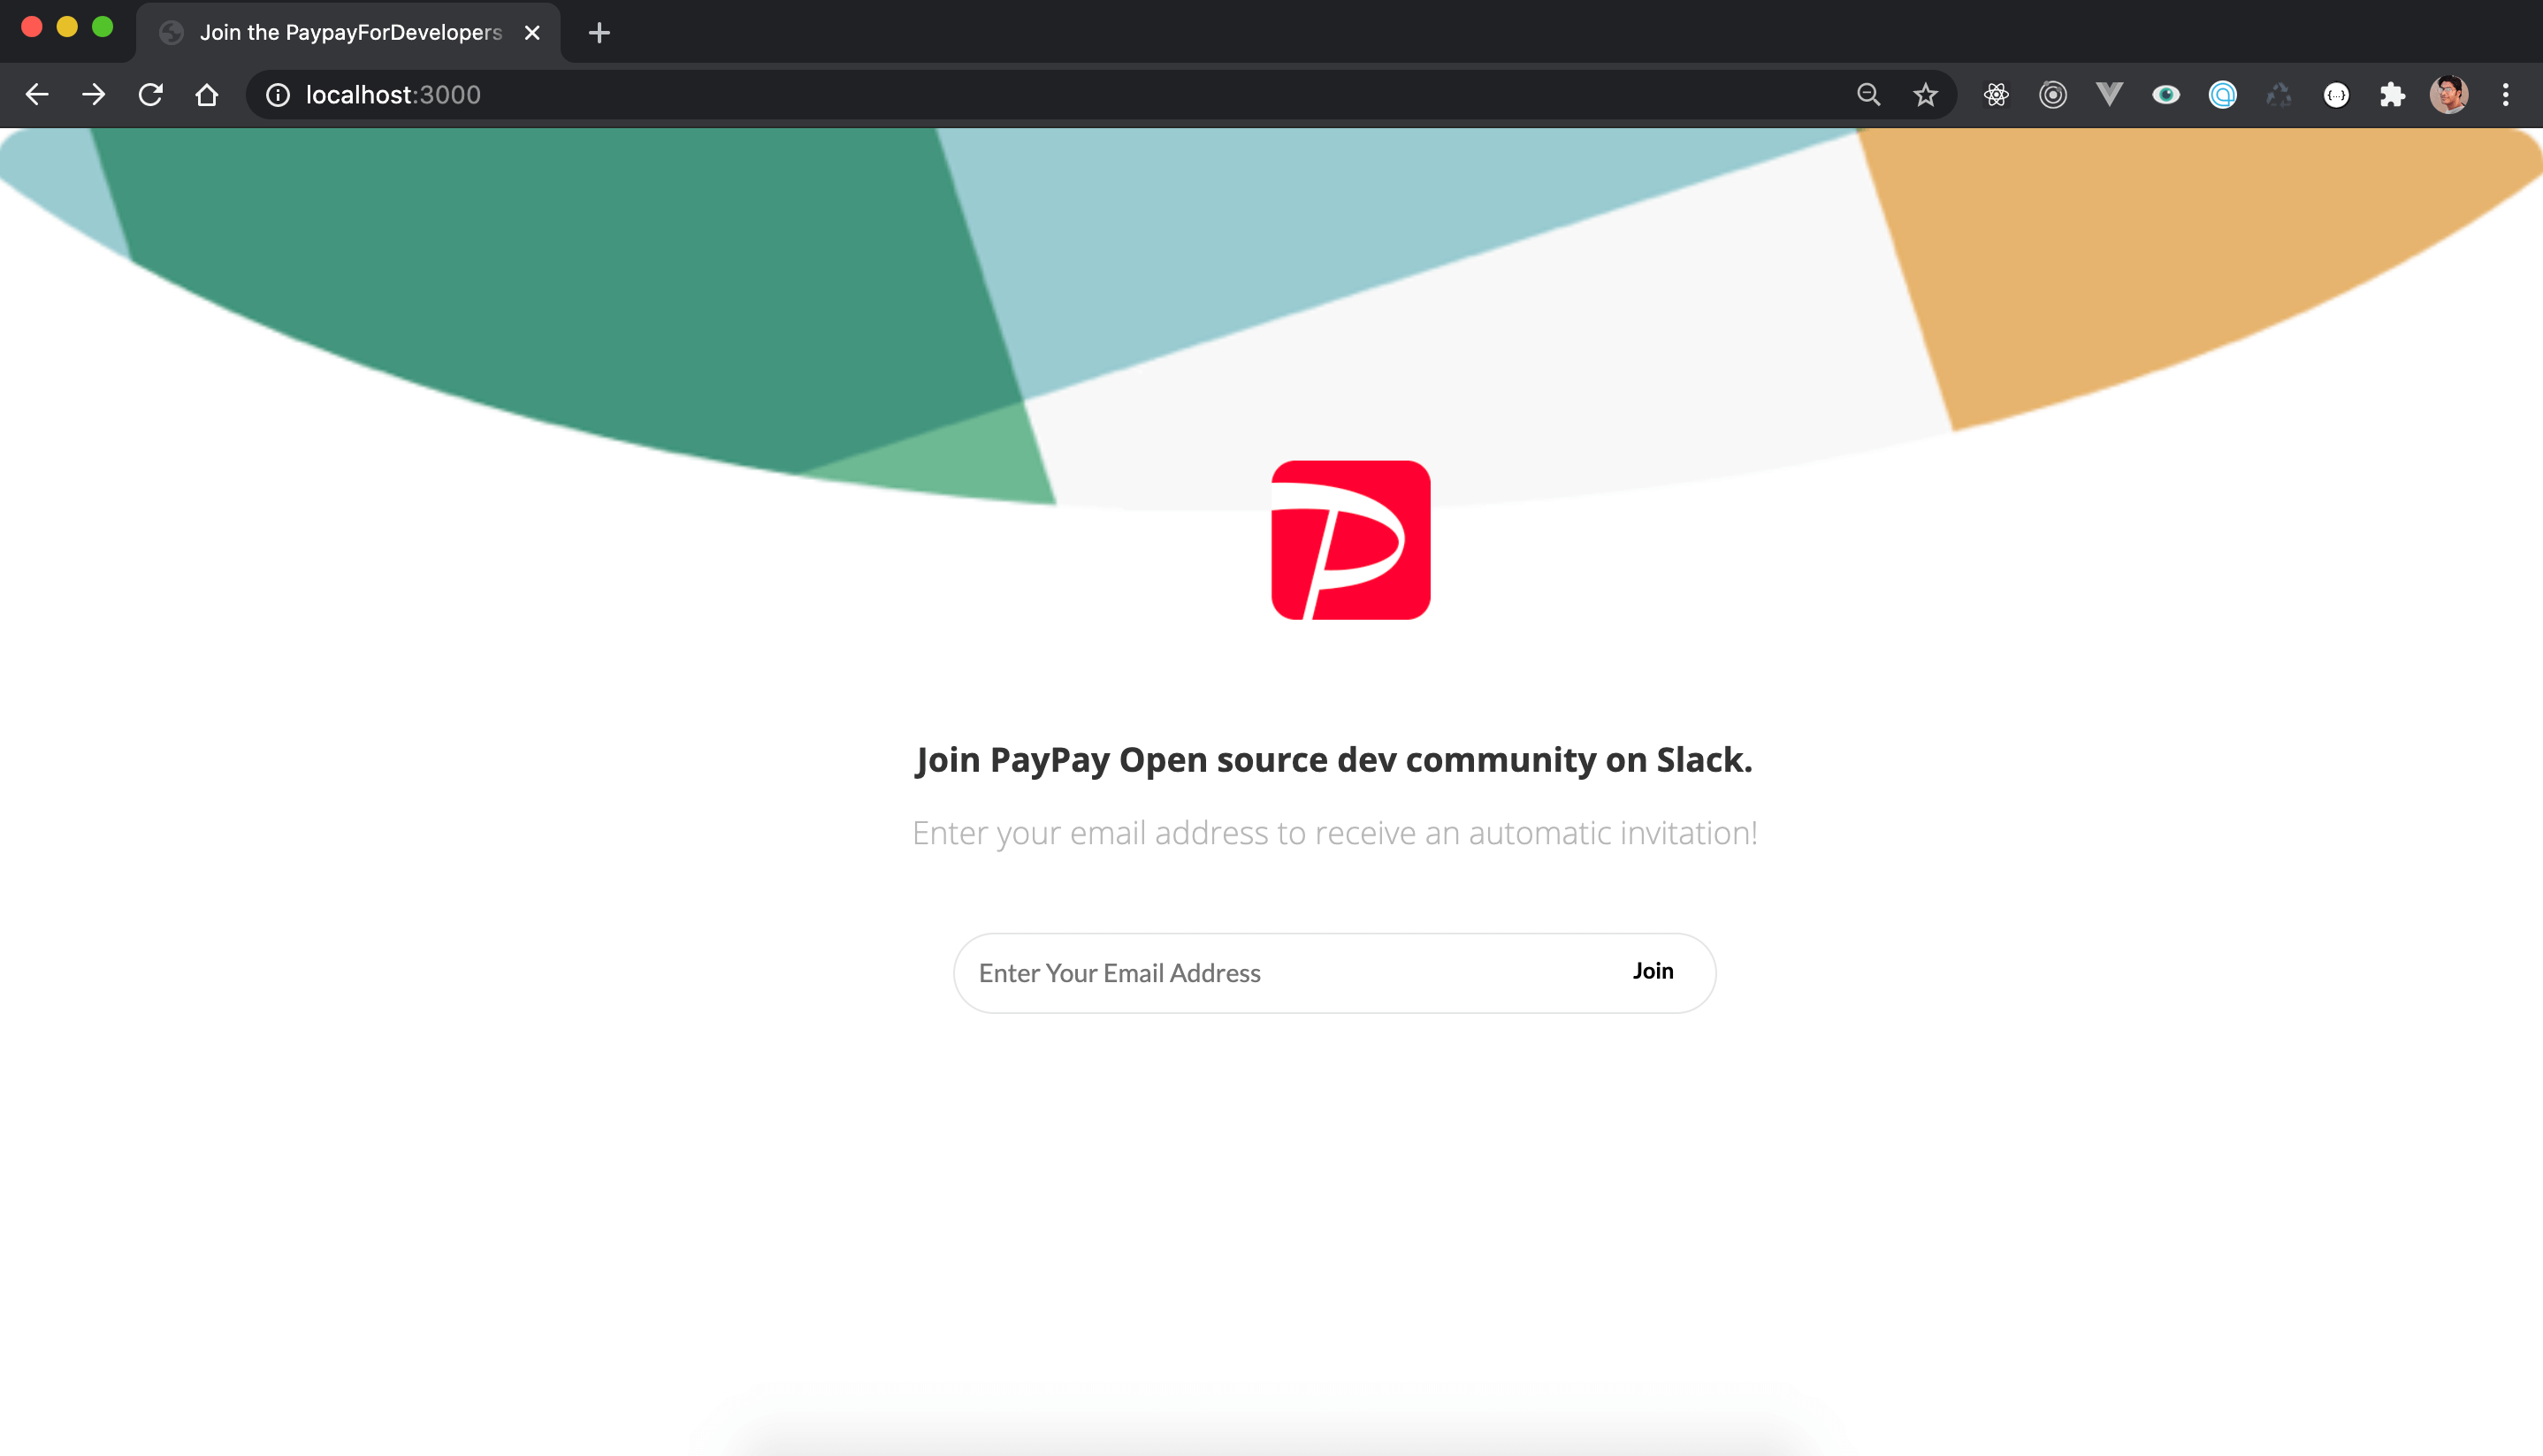 Join the PaypayForDevelopers
localhost:3000
Join PayPay Open source dev community on Slack.
Enter your email address to receive an automatic invitation!
Enter Your Email Address
Join